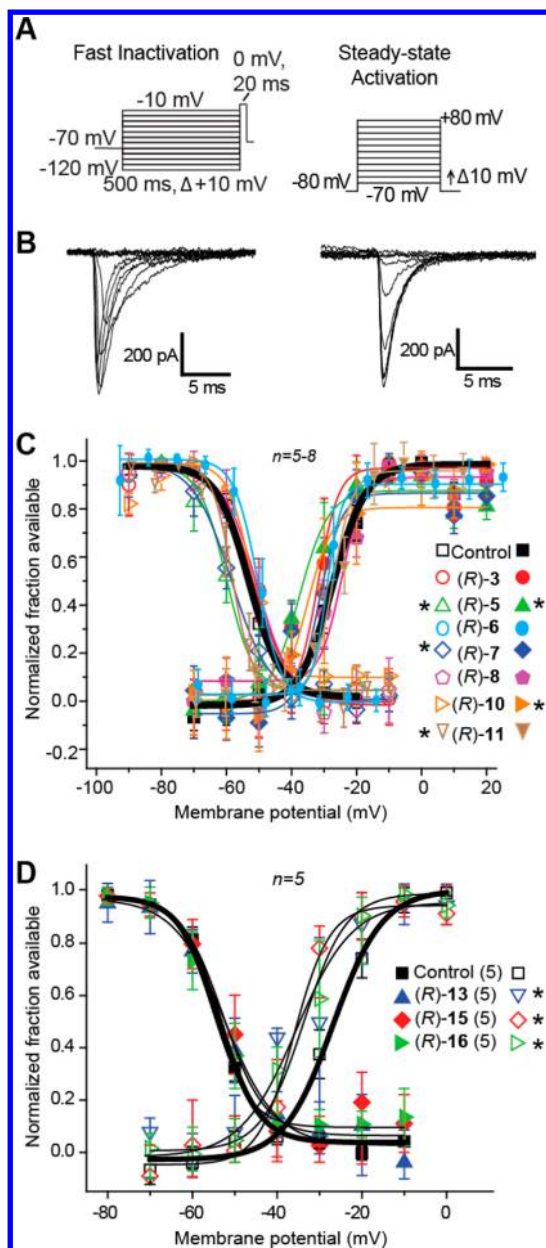 A
Fast Inactivation
0 mV,
20 ms
-10 mV
-70 mV
-120 mV
500 ms, Δ+10 mV
Steady-state
Activation
+80 mV
-80 mV
-70 mV
Δ10 mV
B
200 pA
5 ms
200 pA
5 ms
C
n=5-8
Normalized fraction available
1.0
0.8
0.6
0.4
0.2
0.0
-0.2
Control
(R)-3
* (R)-5 *
(R)-6
* (R)-7
(R)-8
(R)-10 *
* (R)-11
-100 -80 -60 -40 -20 0 20
Membrane potential (mV)
D
n=5
Normalized fraction available
1.0
0.8
0.6
0.4
0.2
0.0
Control (5)
(R)-13 (5) *
(R)-15 (5) *
(R)-16 (5) *
-80 -60 -40 -20 0
Membrane potential (mV)